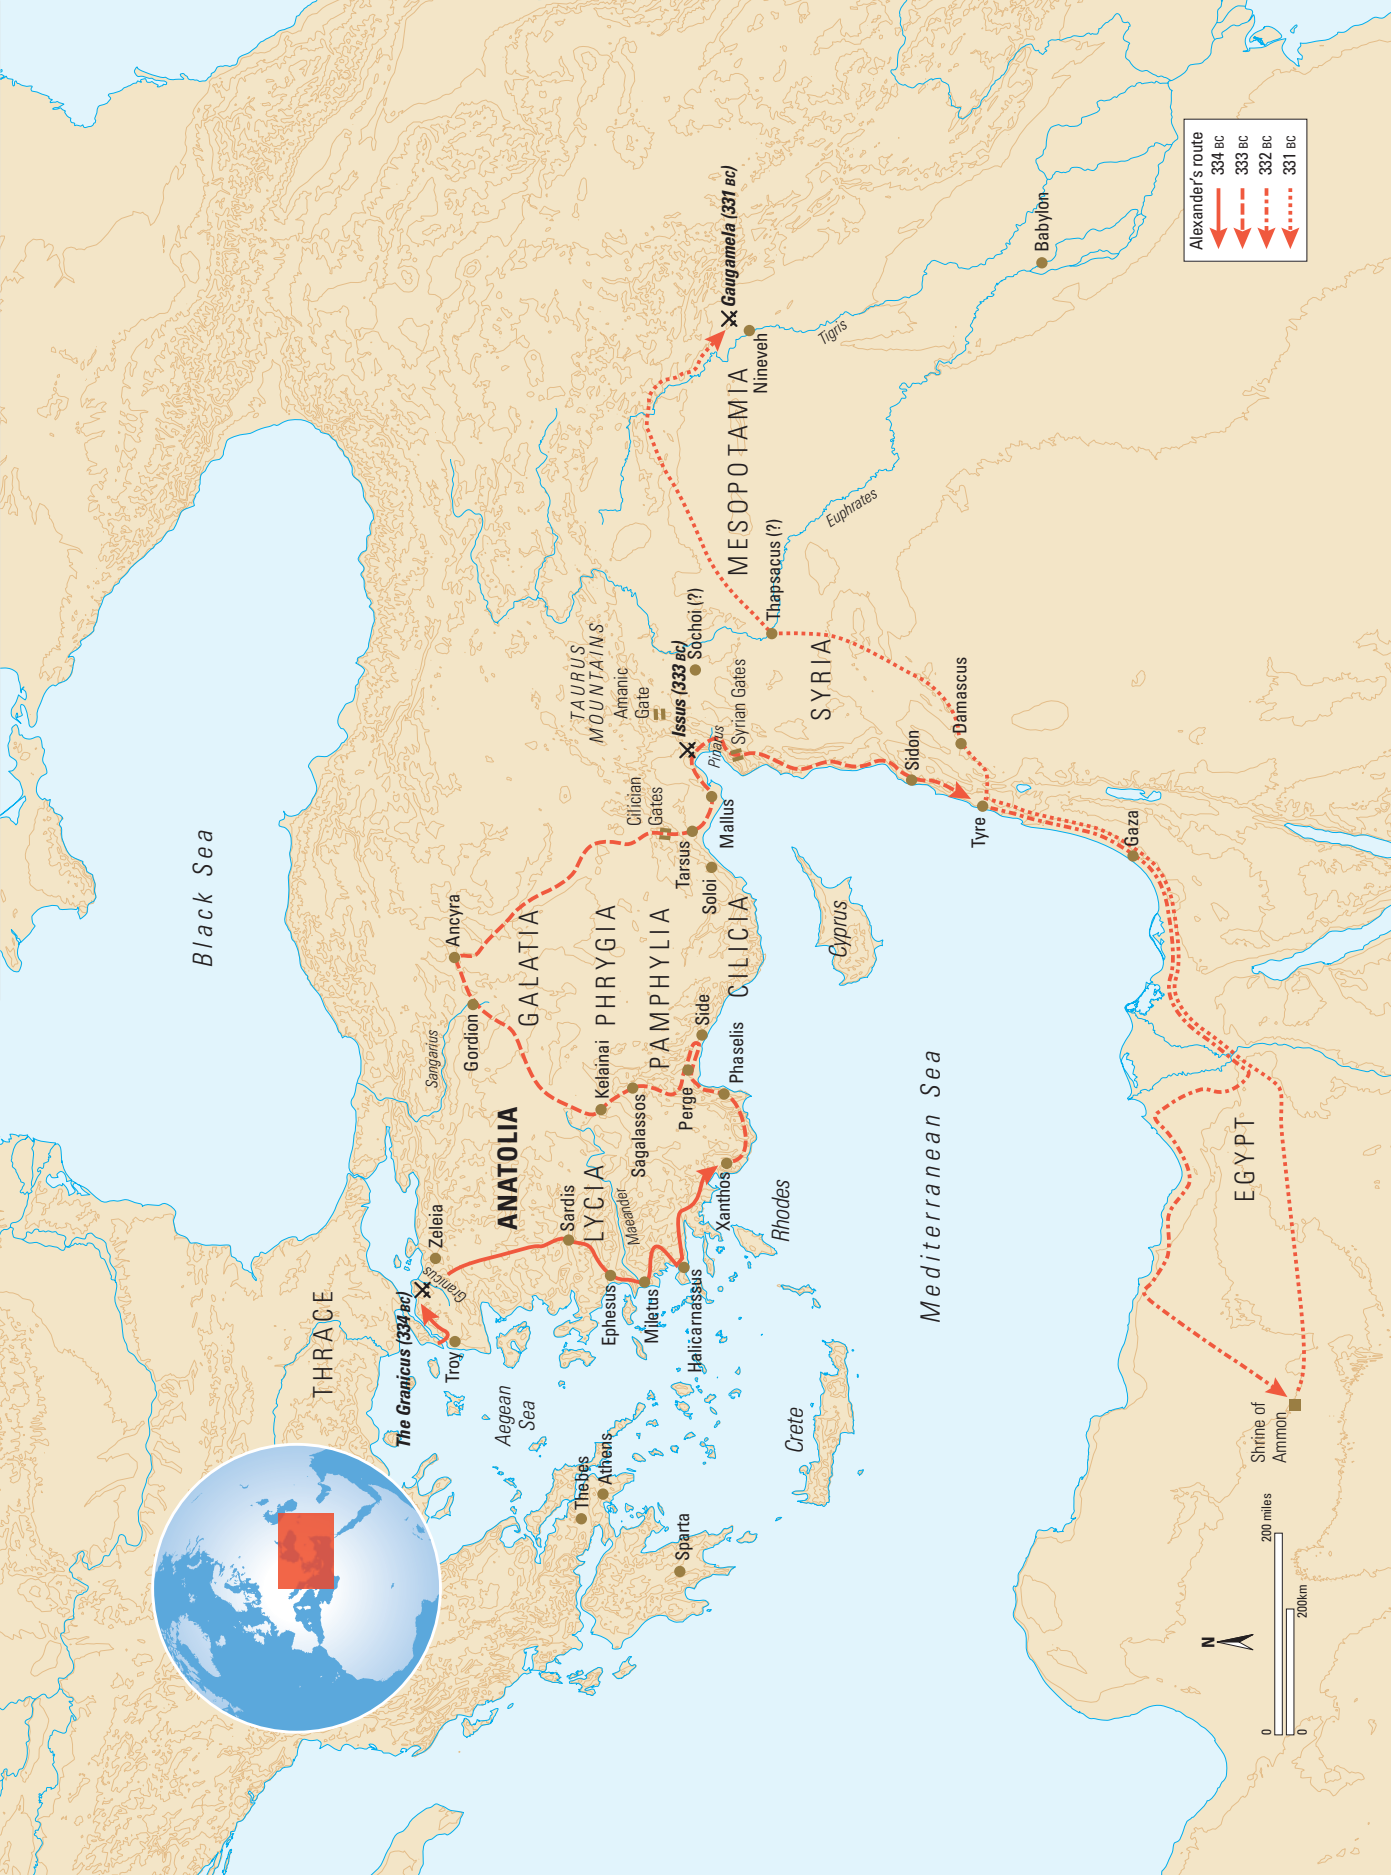 Black Sea
THRACE
The Granicus (334 BC)
Granicus
Zeleia
Troy
Aegean
Sea
Thebes
Athens
Sparta
Crete
Rhodes
ANATOLIA
Sardis
LYCIA
Maeander
Ephesus
Miletus
Halicarnassus
Xanthos
Phaselis
Perge
Side
Sagalassos
Kelainai
PHRYGIA
PAMPHYLIA
CILICIA
GALATIA
Sangarius
Gordion
Ancyra
Cilician
Gates
Tarsus
Soloi
Mallus
Cyprus
TAURUS
MOUNTAINS
Amanic
Gate
Issus (333 BC)
Sochoi (?)
Pinarus
Syrian Gates
SYRIA
Thapsacus (?)
MESOPOTAMIA
Euphrates
Tigris
Nineveh
Gaugamela (331 BC)
Babylon
Damascus
Sidon
Tyre
Gaza
Mediterranean Sea
EGYPT
Shrine of
Ammon
Alexander's route
334 BC
333 BC
332 BC
331 BC
N
0
200 miles
0
200km